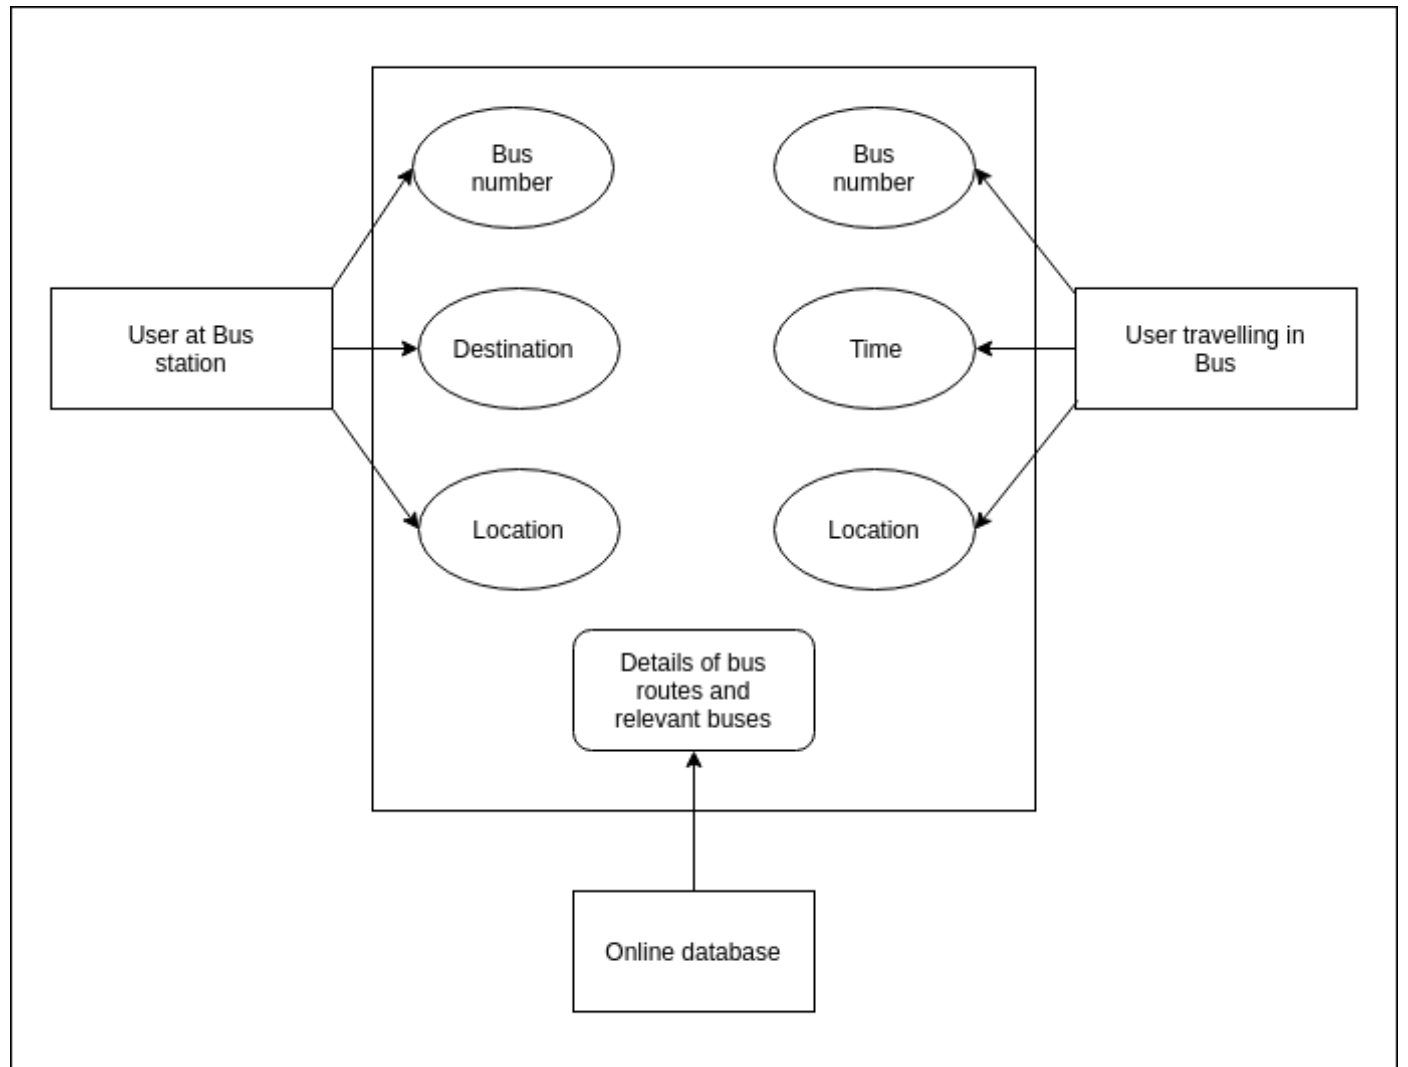 Bus
number
Bus
number
User at Bus
station
Destination
Time
User travelling in
Bus
Location
Location
Details of bus
routes and
relevant buses
Online database